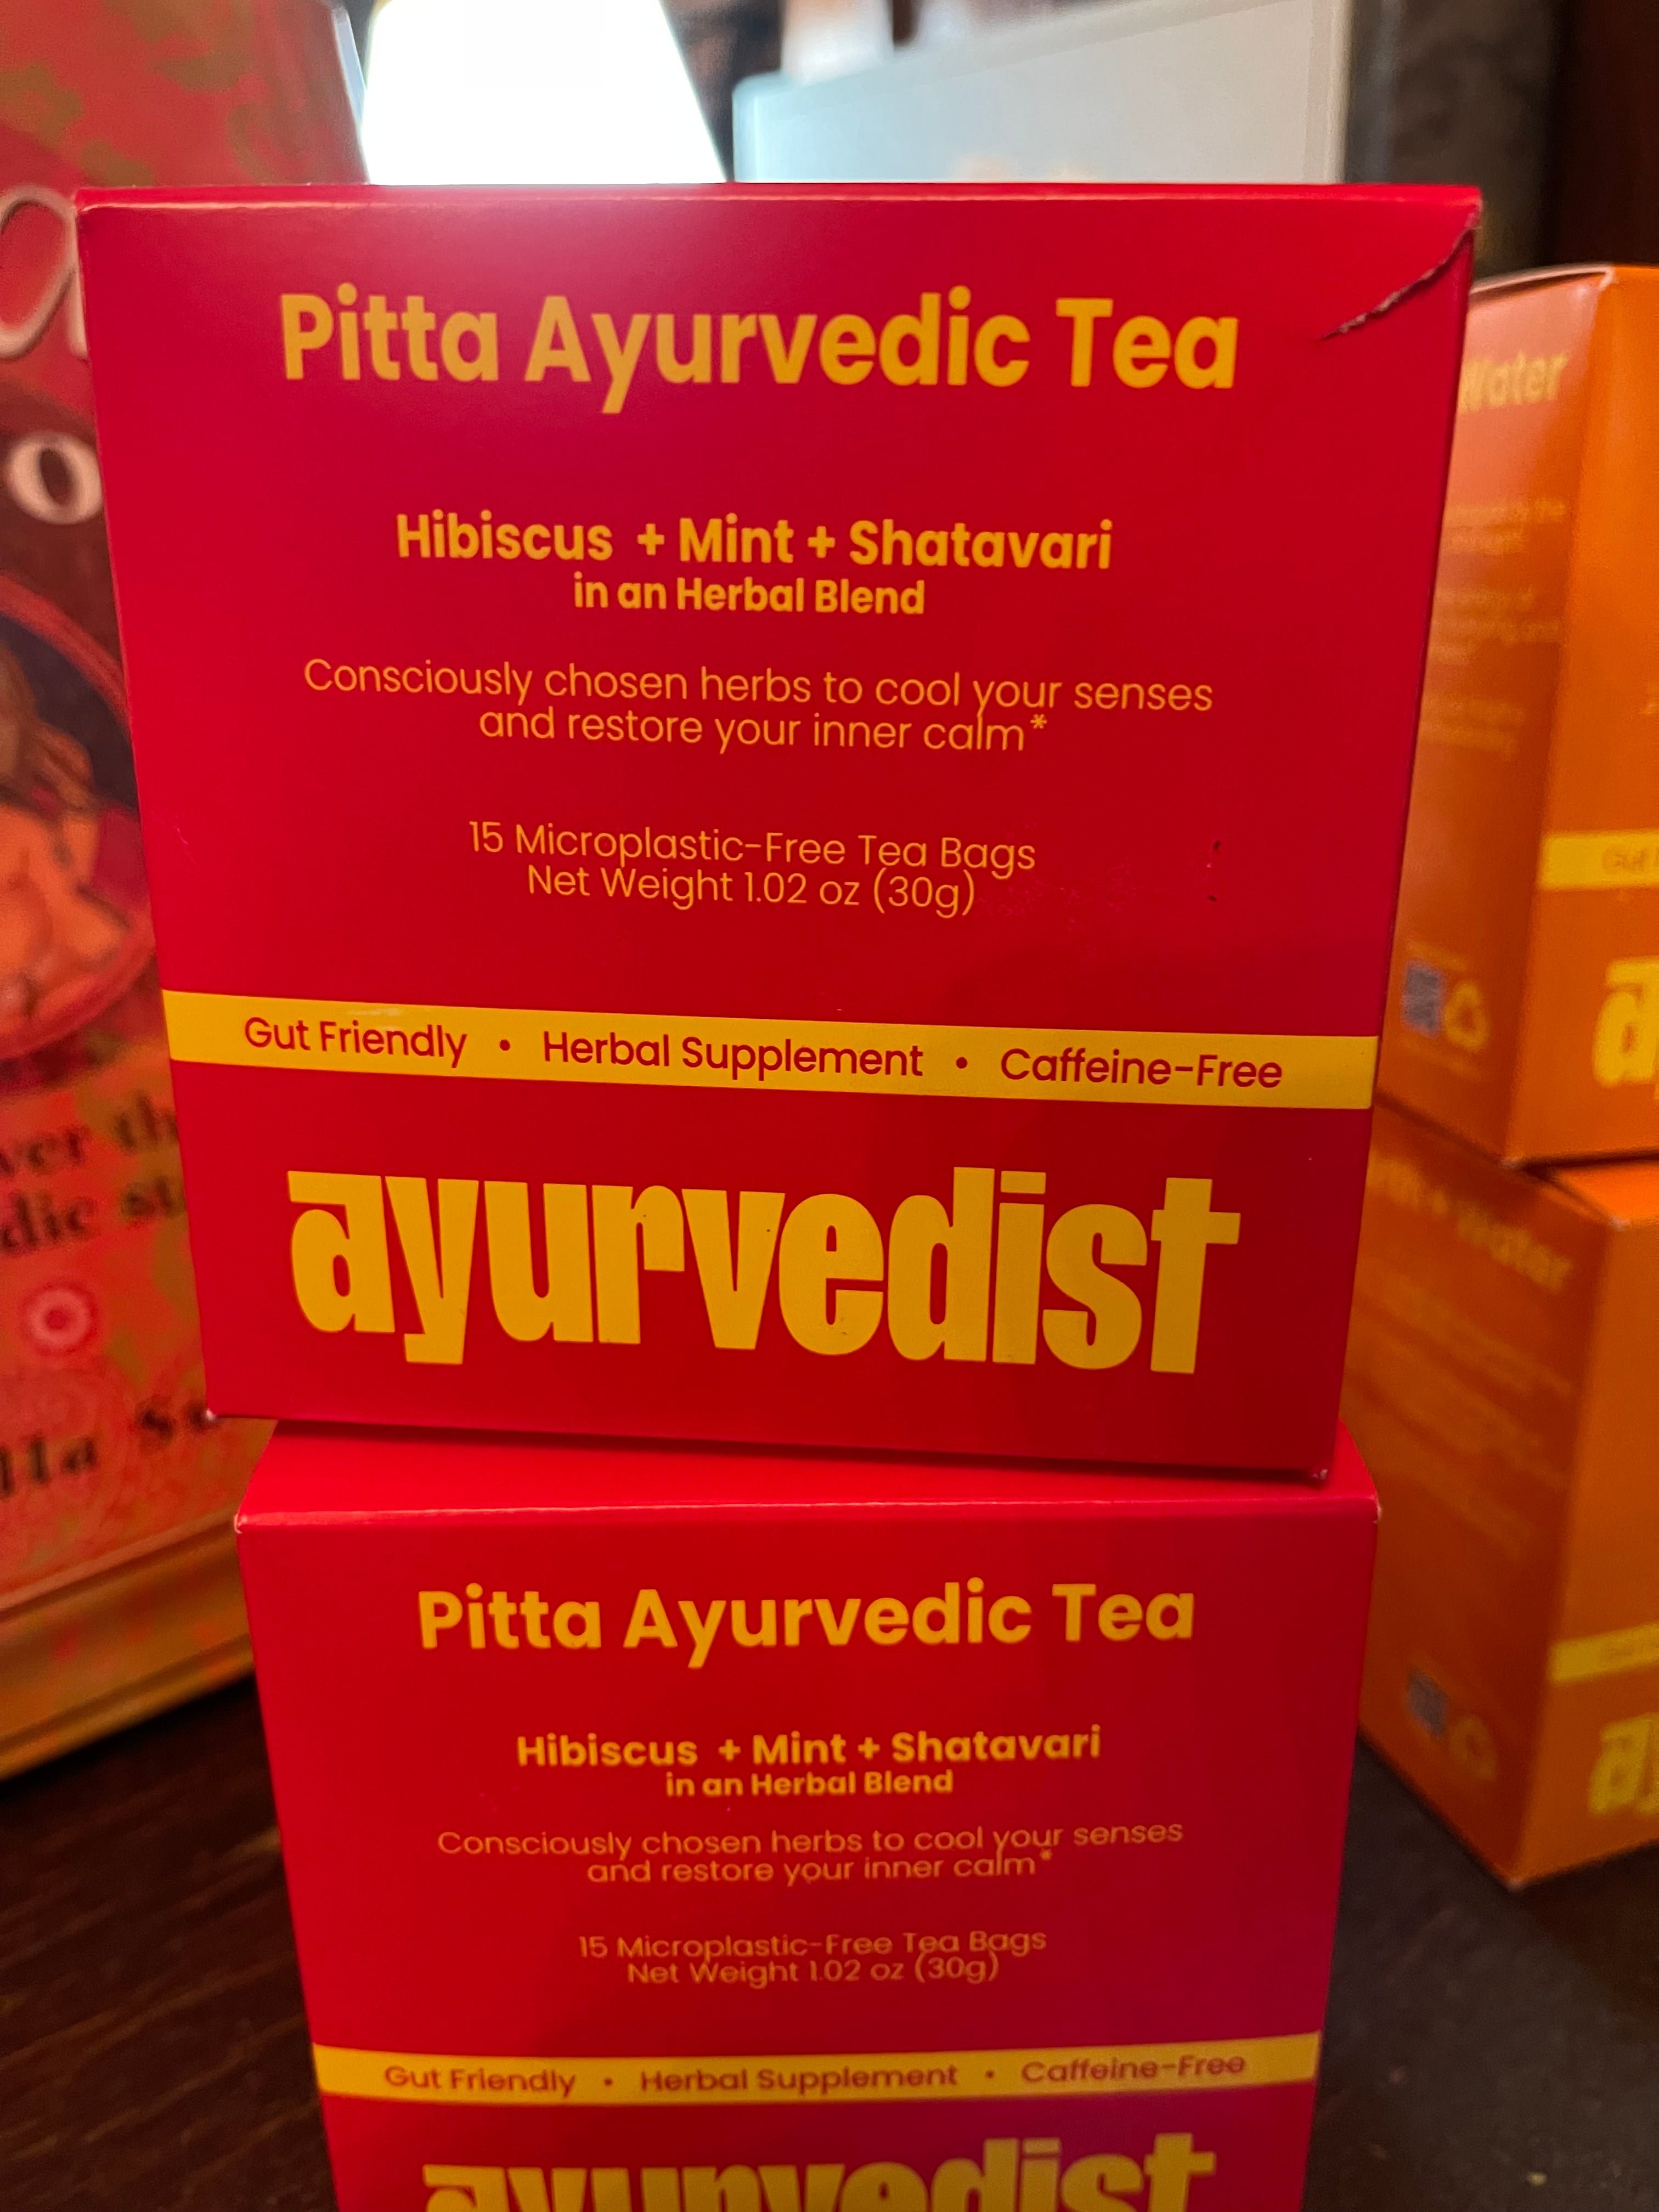 Pitta Ayurvedic Tea
Hibiscus + Mint + Shatavari
in an Herbal Blend
Consciously chosen herbs to cool your senses
and restore your inner calm*
15 Microplastic-Free Tea Bags
Net Weight 1.02 oz (30g)
Gut Friendly • Herbal Supplement • Caffeine-Free
ayurvedist
Pitta Ayurvedic Tea
Hibiscus + Mint + Shatavari
in an Herbal Blend
Consciously chosen herbs to cool your senses
and restore your inner calm*
15 Microplastic-Free Tea Bags
Net Weight 1.02 oz (30g)
Gut Friendly • Herbal Supplement • Caffeine-Free
ayurvedist
Water
Gut
Water